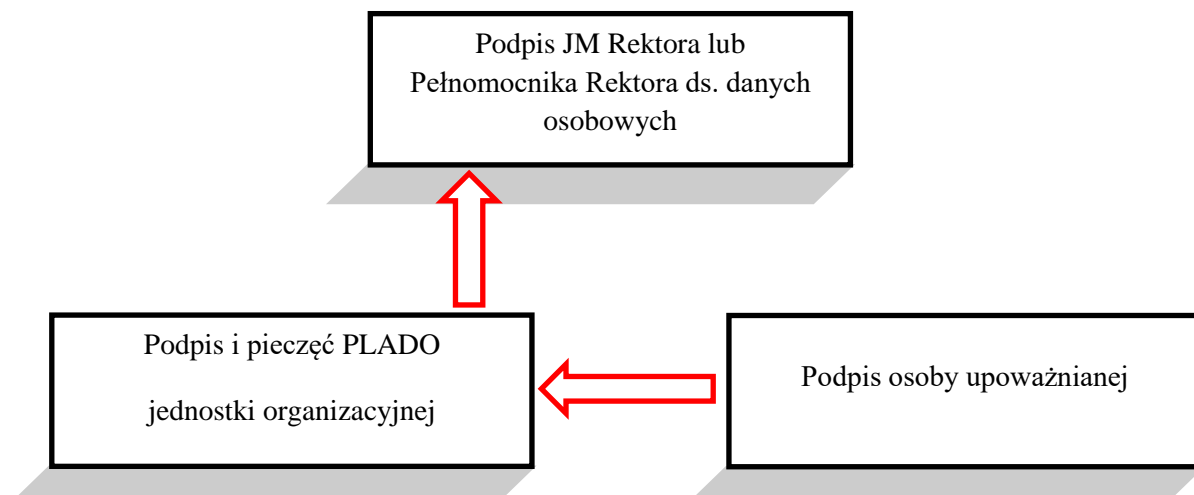 Podpis JM Rektora lub
Pełnomocnika Rektora ds. danych
osobowych
Podpis i pieczęć PLADO
jednostki organizacyjnej
Podpis osoby upoważnianej